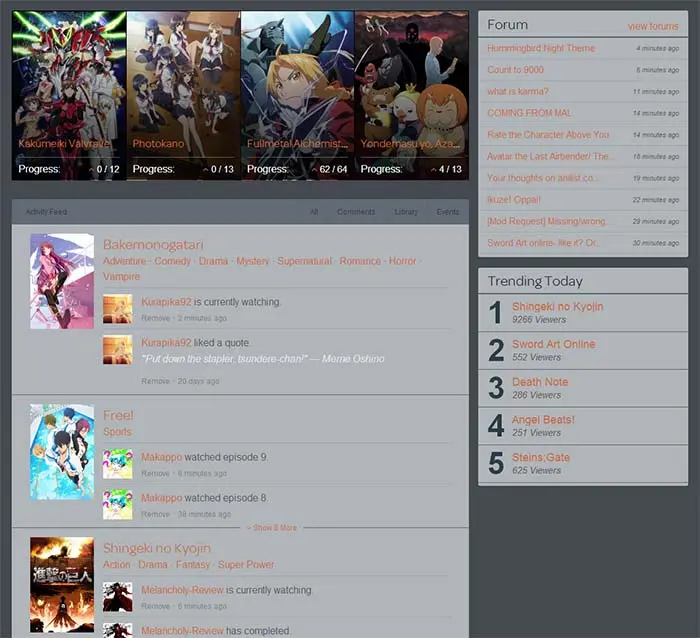 Kakumeiki Valvrave
Progress: 0 / 12
Photokano
Progress: 0 / 13
Fullmetal Alchemist...
Progress: 62 / 64
Yondemasu yo, Aza...
Progress: 4 / 13
Activity Feed
All Comments Library Events
Bakemonogatari
Adventure · Comedy · Drama · Mystery · Supernatural · Romance · Horror ·
Vampire
Kurapika92 is currently watching.
Remove · 2 minutes ago
Kurapika92 liked a quote.
"Put down the stapler, tsundere-chan!" — Meme Oshino
Remove · 20 days ago
Free!
Sports
Makappo watched episode 9.
Remove · 6 minutes ago
Makappo watched episode 8.
Remove · 38 minutes ago
Show 8 More
進撃の巨人
Shingeki no Kyojin
Action · Drama · Fantasy · Super Power
Melancholy-Review is currently watching.
Remove · 6 minutes ago
Melancholy-Review has completed.
Forum view forums
Hummingbird Night Theme 4 minutes ago
Count to 9000 6 minutes ago
what is karma? 11 minutes ago
COMING FROM MAL 14 minutes ago
Rate the Character Above You 14 minutes ago
Avatar the Last Airbender/ The... 18 minutes ago
Your thoughts on anilist.co... 19 minutes ago
Ikuze! Oppai! 22 minutes ago
[Mod Request] Missing/wrong... 29 minutes ago
Sword Art online- like it? Or... 30 minutes ago
Trending Today
1 Shingeki no Kyojin
9266 Viewers
2 Sword Art Online
552 Viewers
3 Death Note
286 Viewers
4 Angel Beats!
251 Viewers
5 Steins;Gate
625 Viewers